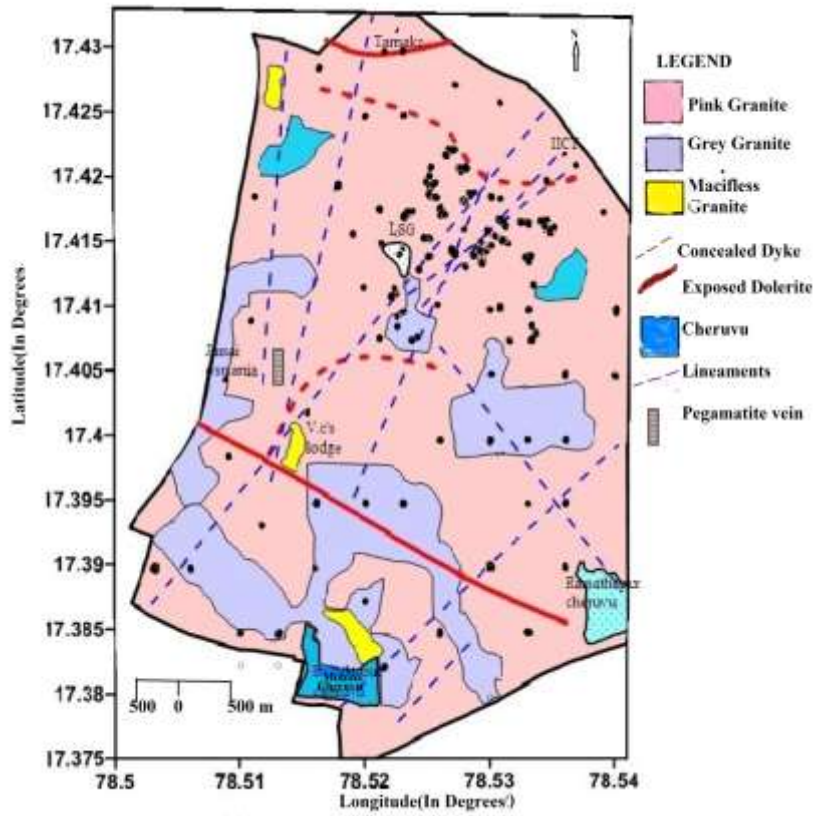 17.43
17.425
17.42
17.415
17.41
17.405
17.4
17.395
17.39
17.385
17.38
17.375
Latitude(In Degrees
78.5
78.51
78.52
78.53
78.54
Longitude(In Degrees)
Tarnaka
N
IICT
LSG
V.c's
lodge
cheruvu
500
0
500 m
LEGEND
Pink Granite
Grey Granite
Macifless
Granite
Concealed Dyke
Exposed Dolerite
Cheruvu
Lineaments
Pegamatite vein